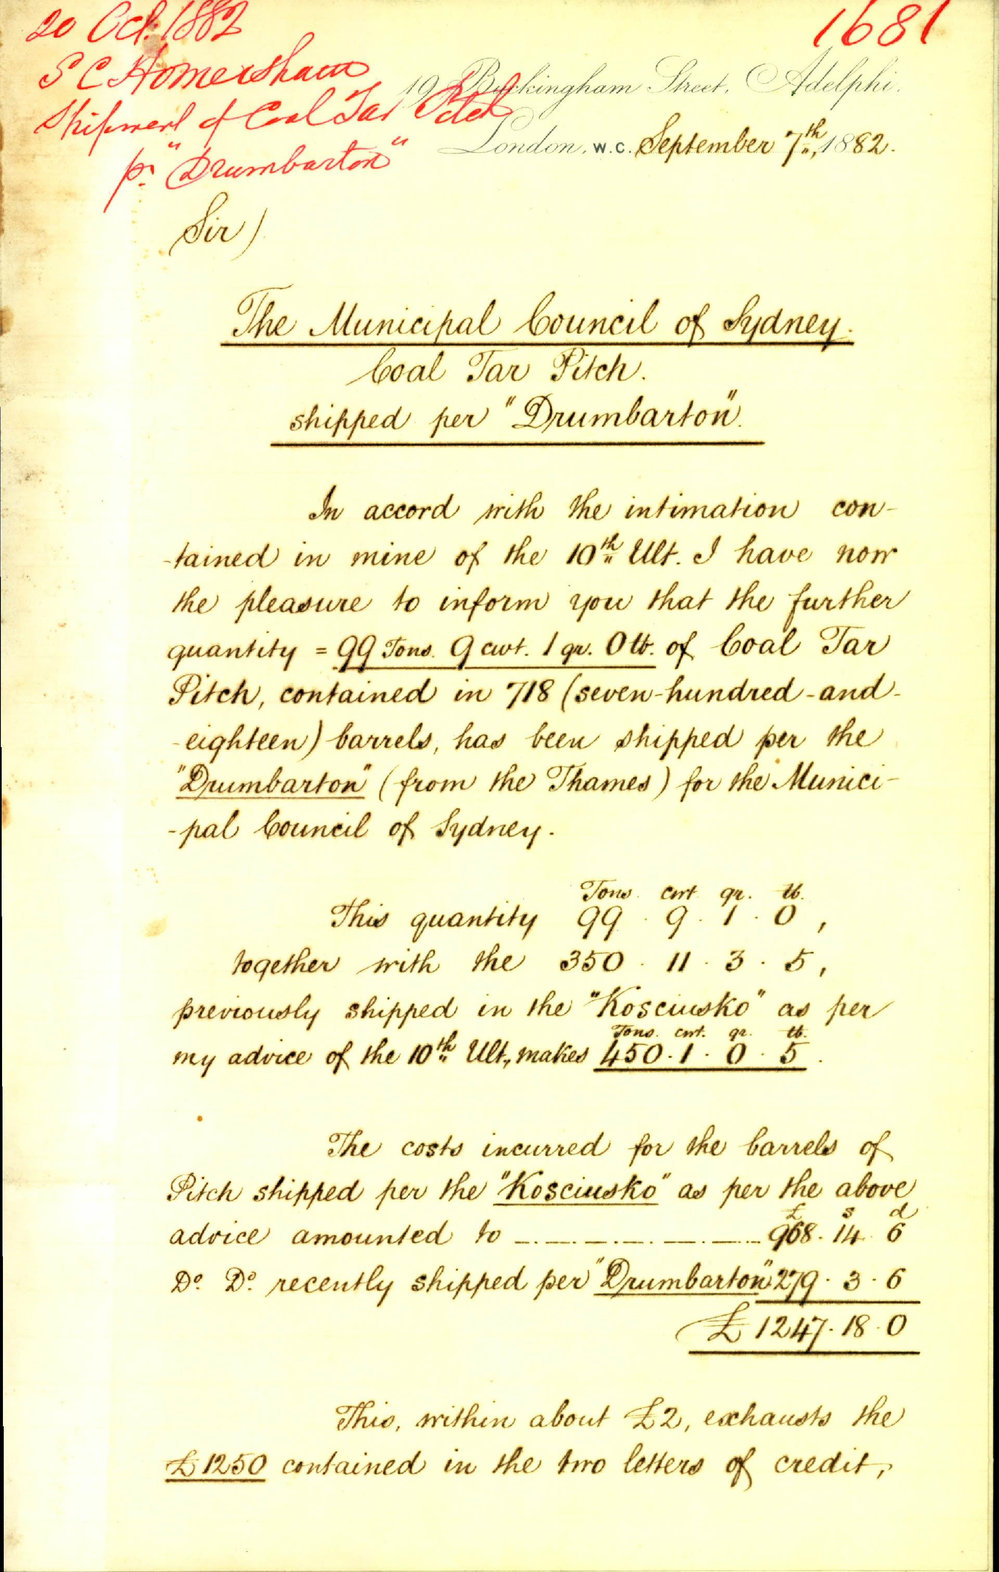 20 Oct. 1882
1681
S C Homersham
Shipment of Coal Tar Pitch
pr "Drumbarton"
19 Buckingham Street, Adelphi.
London, W.C. September 7th, 1882.
Sir)
The Municipal Council of Sydney.
Coal Tar Pitch.
shipped per "Drumbarton".
In accord with the intimation con-
-tained in mine of the 10th Ult. I have now
the pleasure to inform you that the further
quantity = 99 Tons. 9 cwt. 1 qr. 0 lb. of Coal Tar
Pitch, contained in 718 (seven-hundred-and-
-eighteen) barrels, has been shipped per the
"Drumbarton" (from the Thames) for the Munici-
-pal Council of Sydney.
Tons. cwt. qr. lb.
This quantity 99 . 9 . 1 . 0 ,
together with the 350 . 11 . 3 . 5 ,
previously shipped in the "Kosciusko" as per
Tons. cwt. qr. lb.
my advice of the 10th Ult., makes 450 . 1 . 0 . 5 .
The costs incurred for the barrels of
Pitch shipped per the "Kosciusko" as per the above
£ s d
advice amounted to 968 . 14 . 6
Do. Do. recently shipped per "Drumbarton" 279 . 3 . 6
£ 1247 . 18 . 0
This, within about £2, exhausts the
£1250 contained in the two letters of credit,